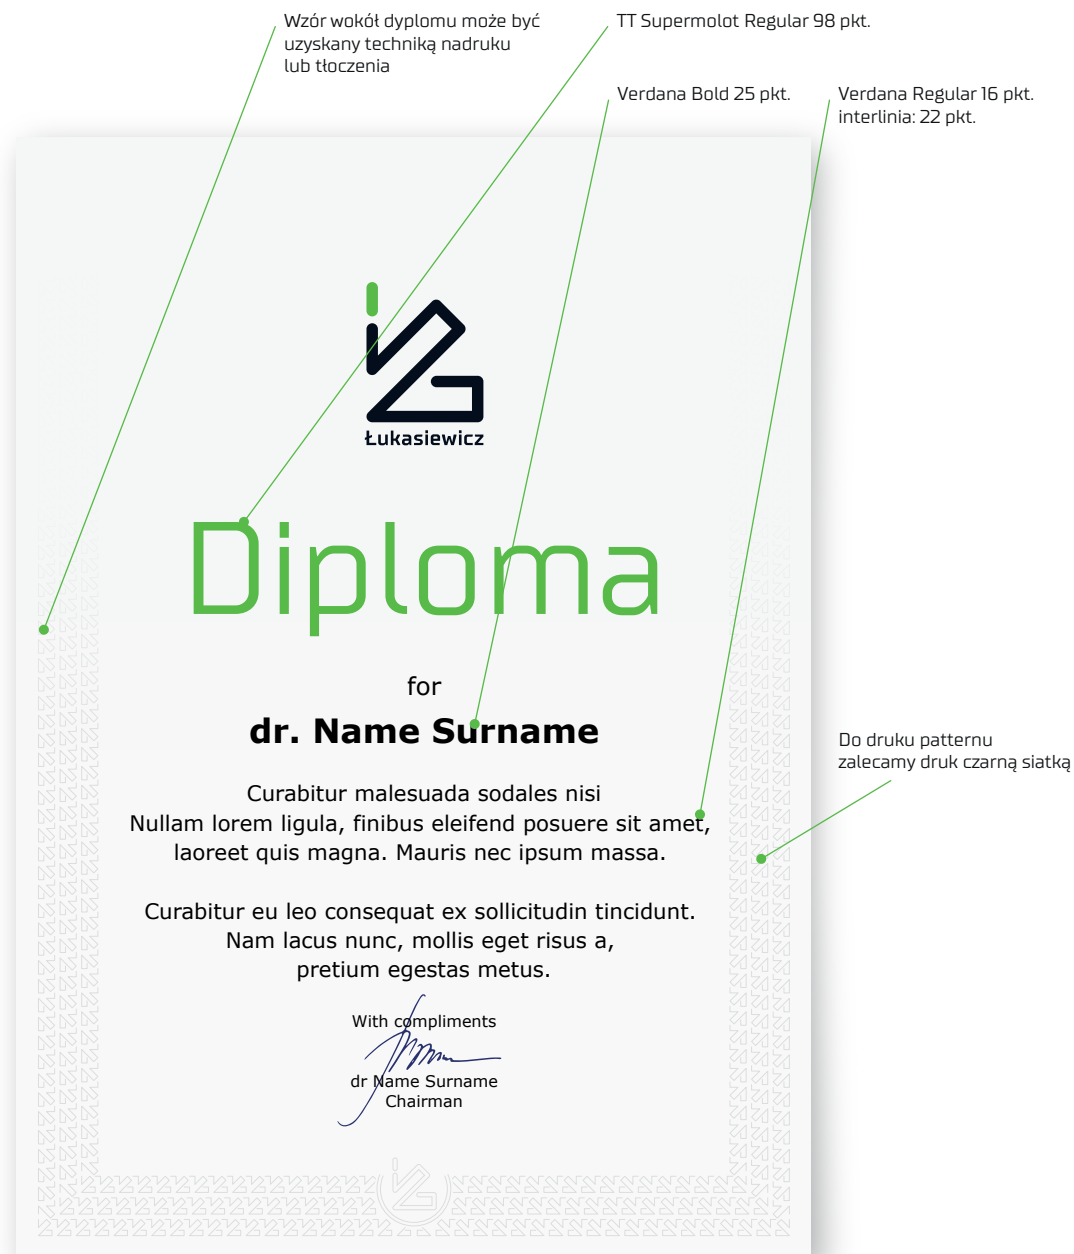 Wzór wokół dyplomu może być
uzyskany techniką nadruku
lub tłoczenia
TT Supermolot Regular 98 pkt.
Verdana Bold 25 pkt.
Verdana Regular 16 pkt.
interlinia: 22 pkt.
Łukasiewicz
Diploma
for
dr. Name Surname
Do druku patternu
zalecamy druk czarną siatką
Curabitur malesuada sodales nisi
Nullam lorem ligula, finibus eleifend posuere sit amet,
laoreet quis magna. Mauris nec ipsum massa.
Curabitur eu leo consequat ex sollicitudin tincidunt.
Nam lacus nunc, mollis eget risus a,
pretium egestas metus.
With compliments
dr Name Surname
Chairman